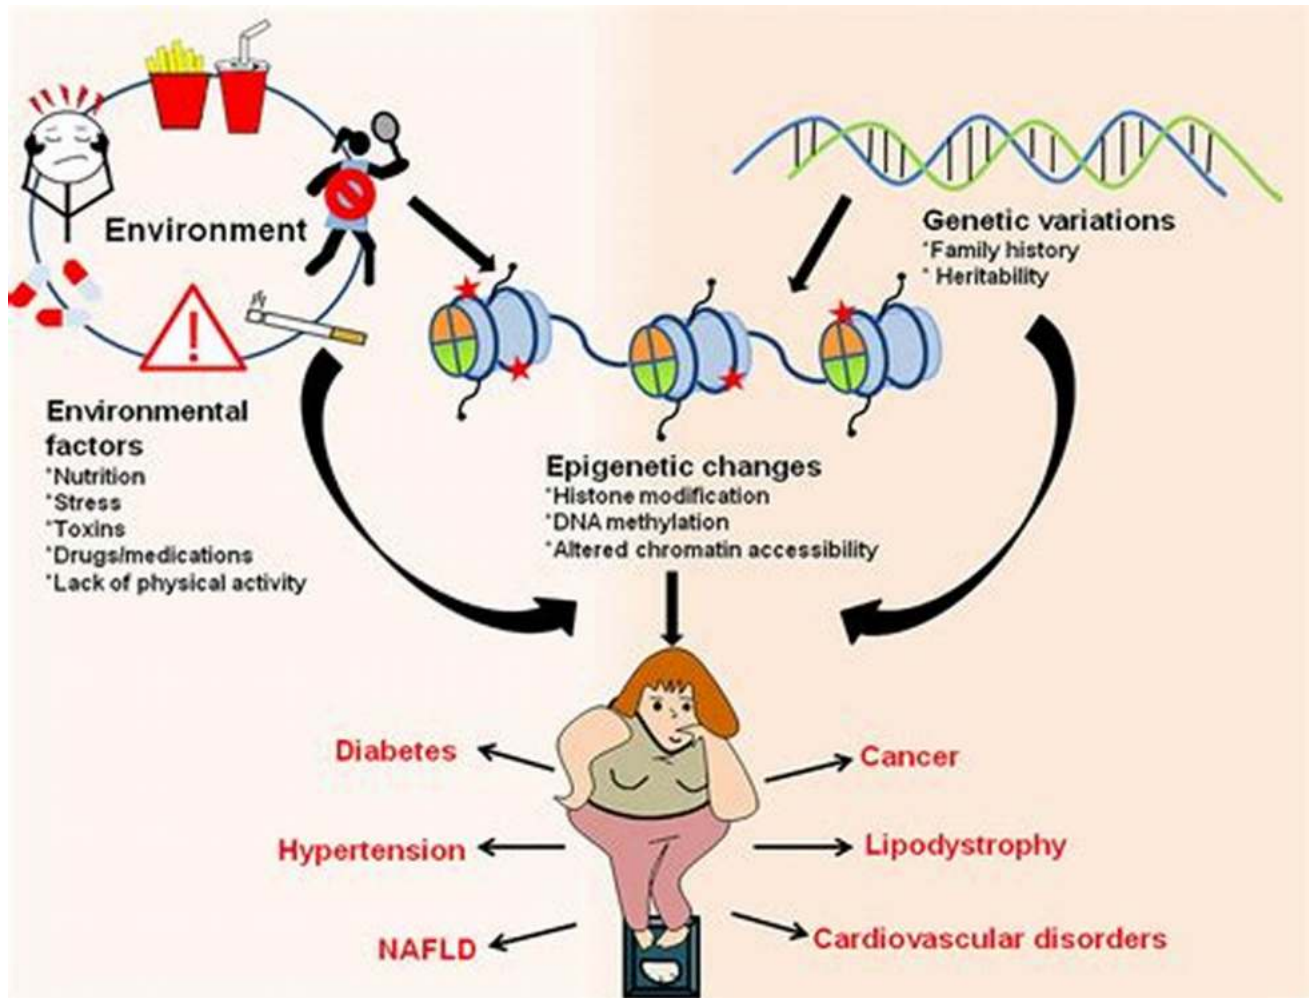 Environment
Environmental
factors
*Nutrition
*Stress
*Toxins
*Drugs/medications
*Lack of physical activity
Genetic variations
*Family history
* Heritability
Epigenetic changes
*Histone modification
*DNA methylation
*Altered chromatin accessibility
Diabetes
Hypertension
NAFLD
Cancer
Lipodystrophy
Cardiovascular disorders